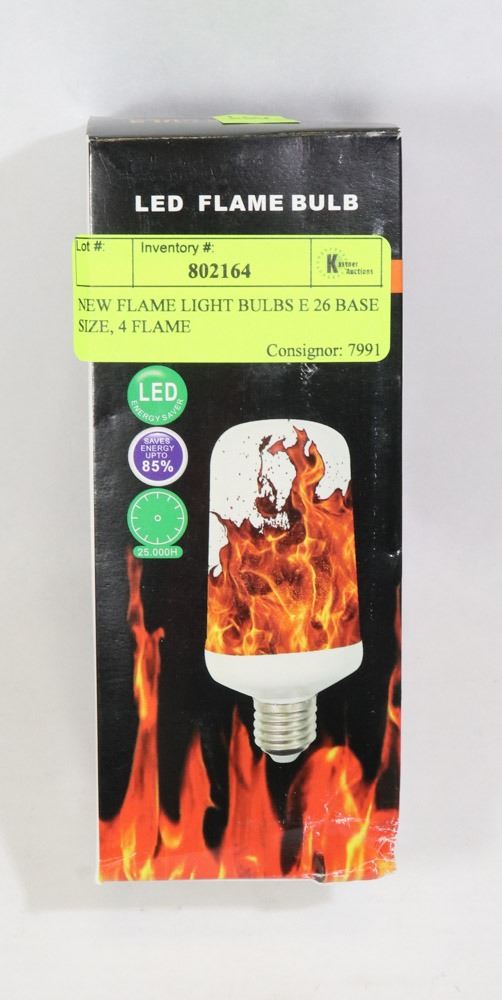 LED FLAME BULB
Lot #:
Inventory #:
802164
Kastner
Auctions
NEW FLAME LIGHT BULBS E 26 BASE
SIZE, 4 FLAME
Consignor: 7991
LED
ENERGY SAVER
SAVES
ENERGY
UPTO
85%
25.000H